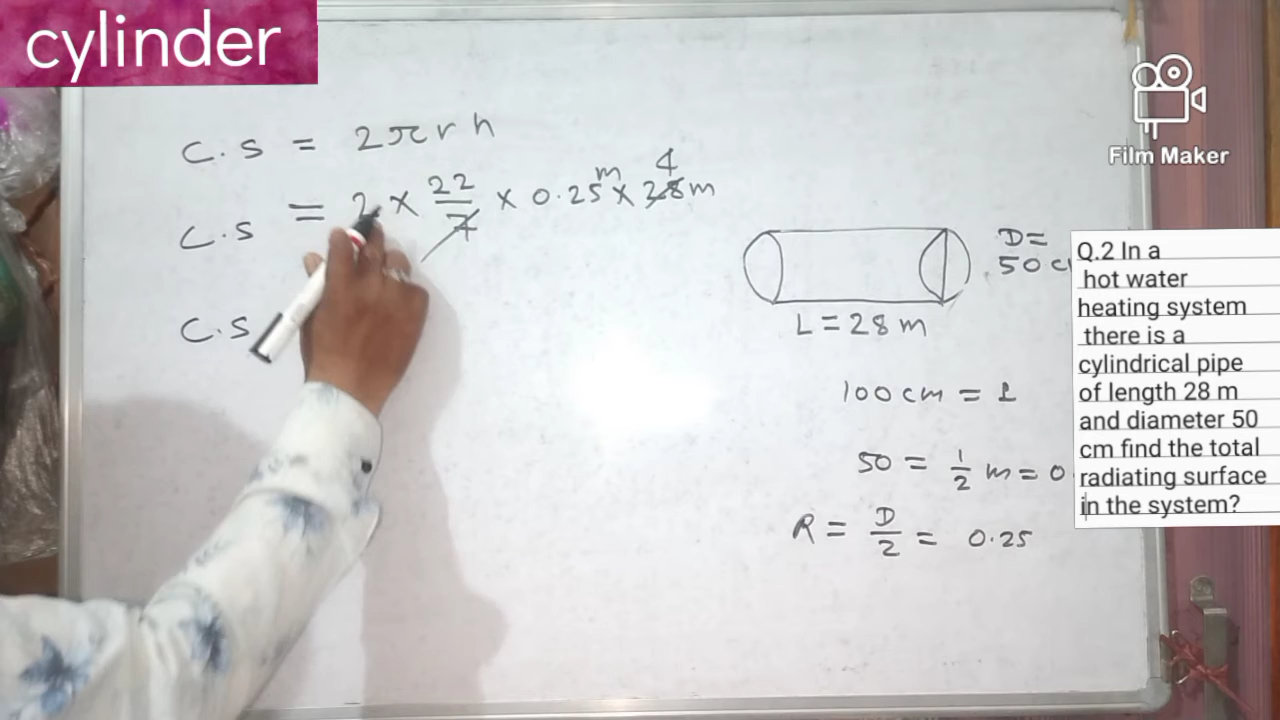 cylinder
Film Maker
C.S = 2πrh
C.S = 2 × 22/7 × 0.25m × 28m
4
C.S
D=
50 c
L = 28 m
100 cm = 1
50 = 1/2 m = 0
R = D/2 = 0.25
Q.2 In a
hot water
heating system
there is a
cylindrical pipe
of length 28 m
and diameter 50
cm find the total
radiating surface
in the system?